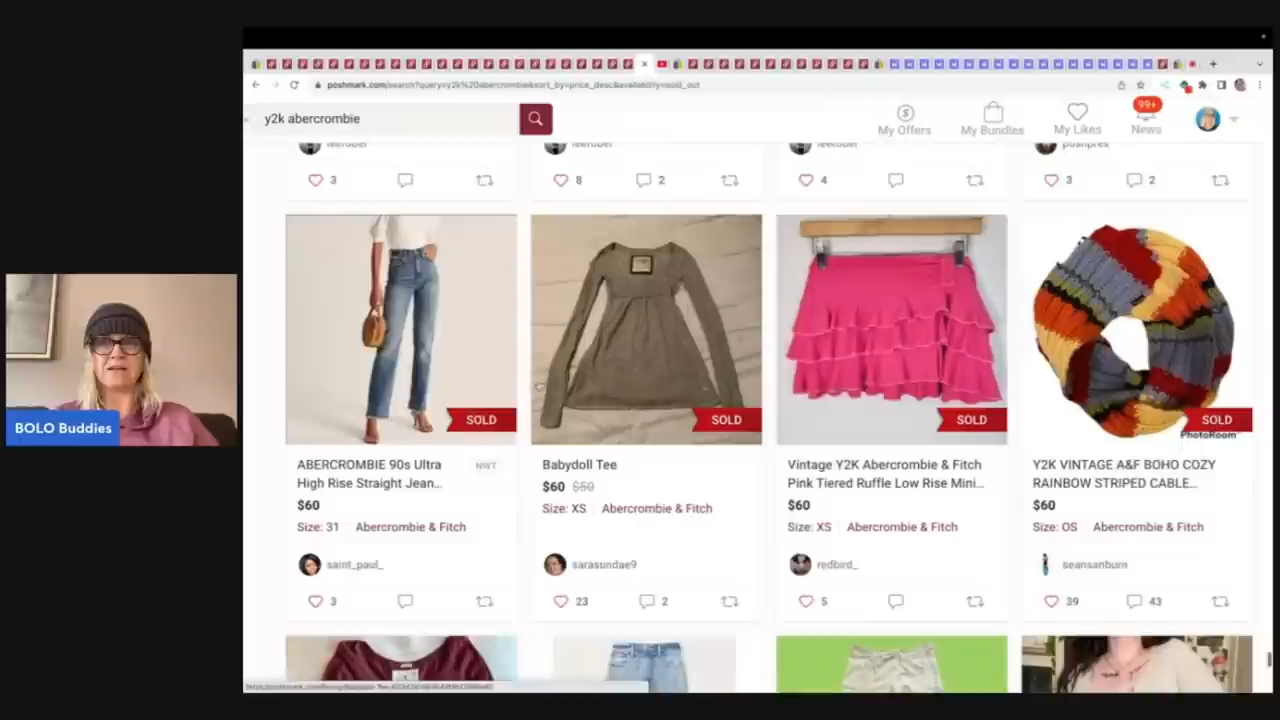 poshmark.com/search?query=y2k%20abercrombie&sort_by=price_desc&availability=sold_out
y2k abercrombie
My Offers
My Bundles
My Likes
99+
News
3
8
2
4
3
2
SOLD
SOLD
SOLD
SOLD
PhotoRoom
ABERCROMBIE 90s Ultra
High Rise Straight Jean...
NWT
$60
Size: 31
Abercrombie & Fitch
saint_paul_
3
Babydoll Tee
$60 $50
Size: XS
Abercrombie & Fitch
sarasundae9
23
2
Vintage Y2K Abercrombie & Fitch
Pink Tiered Ruffle Low Rise Mini...
$60
Size: XS
Abercrombie & Fitch
redbird_
5
Y2K VINTAGE A&F BOHO COZY
RAINBOW STRIPED CABLE...
$60
Size: OS
Abercrombie & Fitch
seansanbum
39
43
BOLO Buddies